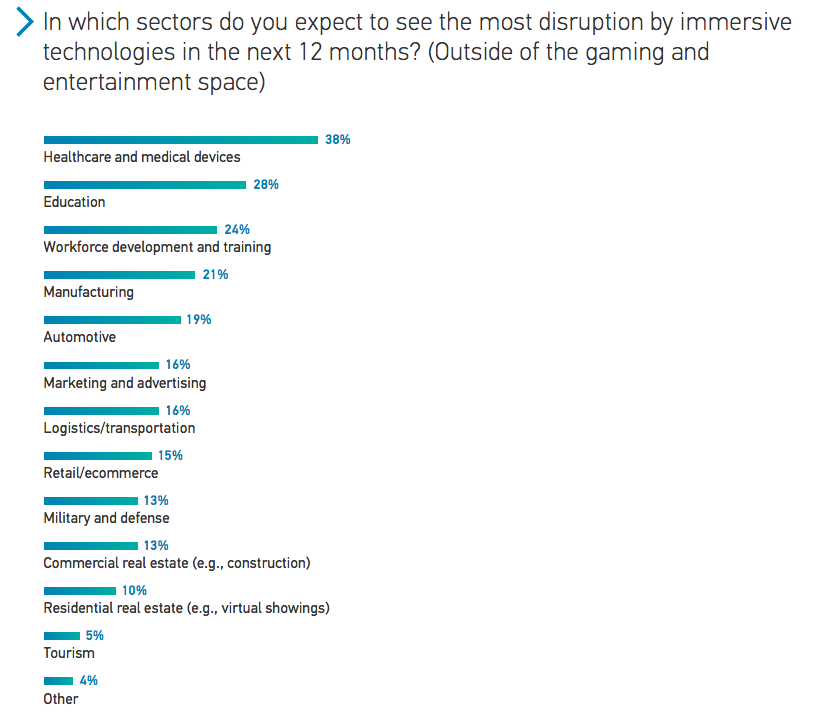 In which sectors do you expect to see the most disruption by immersive
technologies in the next 12 months? (Outside of the gaming and
entertainment space)
38%
Healthcare and medical devices
28%
Education
24%
Workforce development and training
21%
Manufacturing
19%
Automotive
16%
Marketing and advertising
16%
Logistics/transportation
15%
Retail/ecommerce
13%
Military and defense
13%
Commercial real estate (e.g., construction)
10%
Residential real estate (e.g., virtual showings)
5%
Tourism
4%
Other